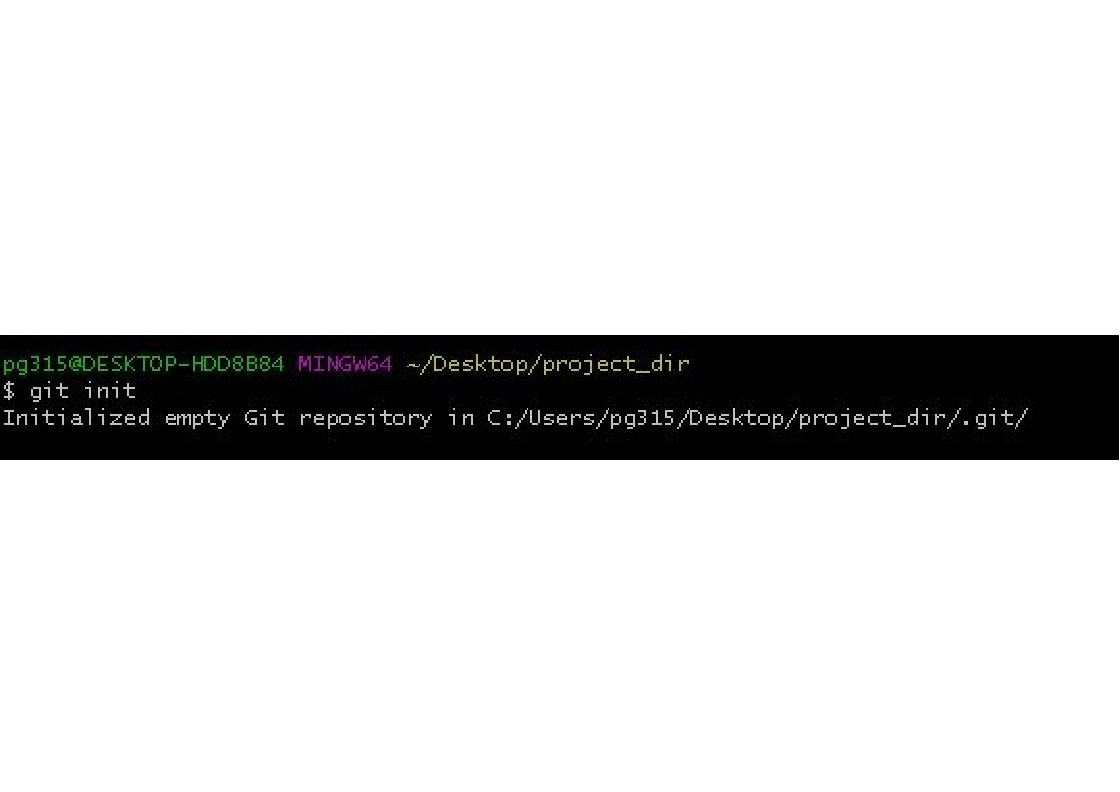 pg315@DESKTOP-HDD8B84 MINGW64 ~/Desktop/project_dir
$ git init
Initialized empty Git repository in C:/Users/pg315/Desktop/project_dir/.git/